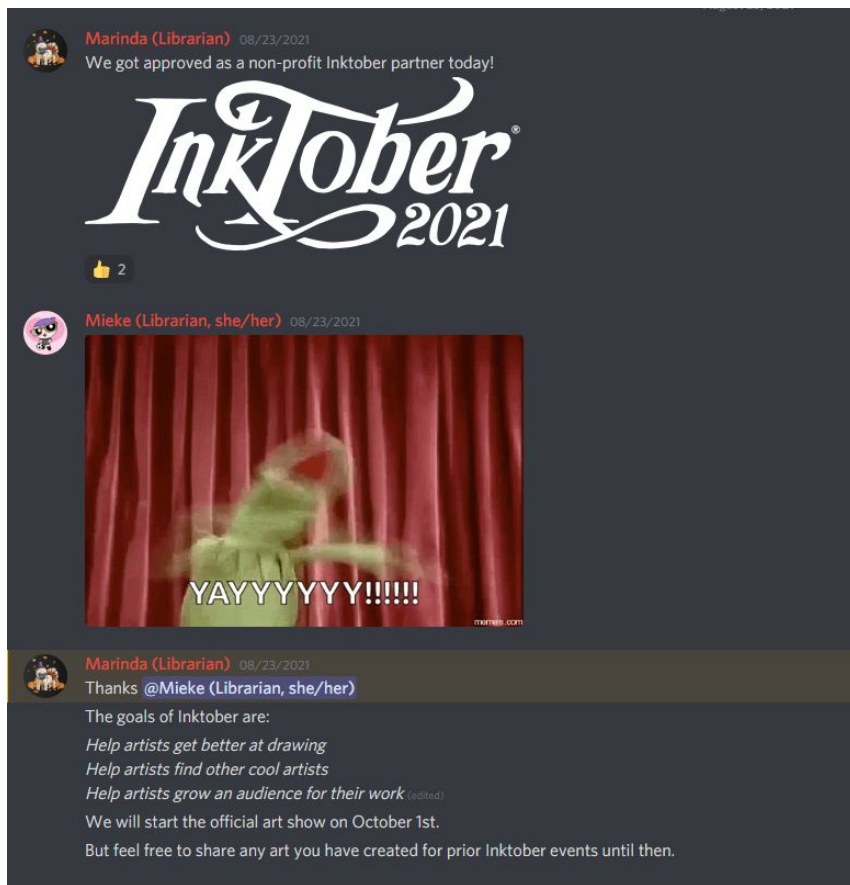 Marinda (Librarian) 08/23/2021
We got approved as a non-profit Inktober partner today!
InkTober®
2021
👍 2
Mieke (Librarian, she/her) 08/23/2021
YAYYYYYY!!!!!!
memes.com
Marinda (Librarian) 08/23/2021
Thanks @Mieke (Librarian, she/her)
The goals of Inktober are:
Help artists get better at drawing
Help artists find other cool artists
Help artists grow an audience for their work (edited)
We will start the official art show on October 1st.
But feel free to share any art you have created for prior Inktober events until then.